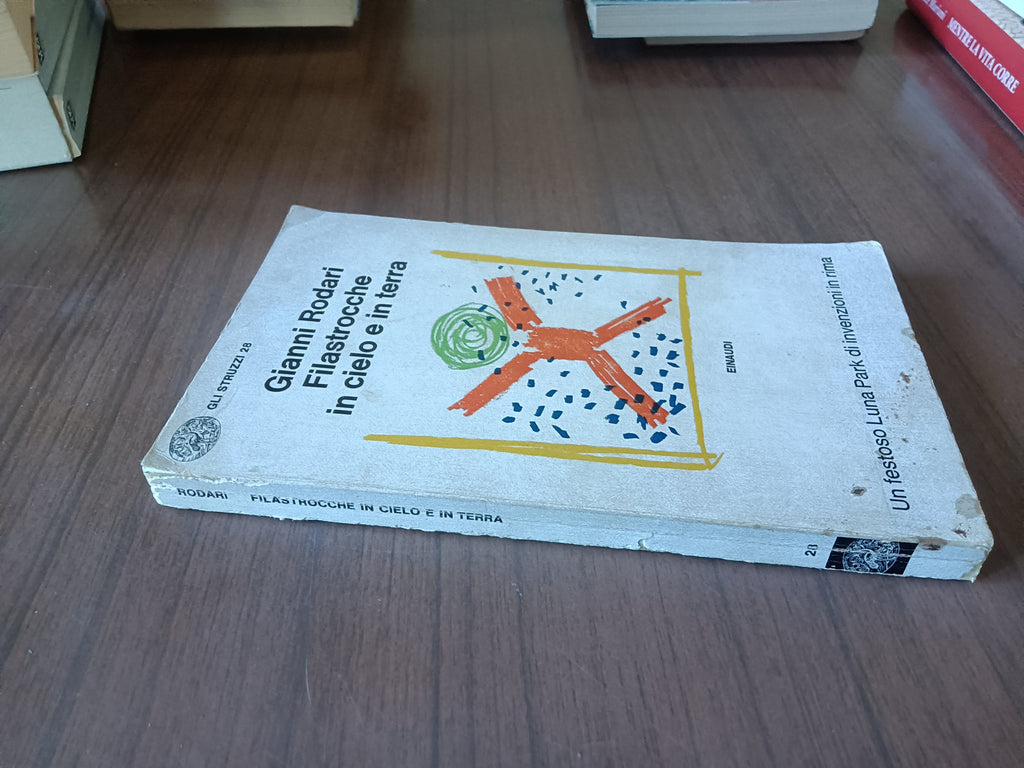 GLI STRUZZI 28
Gianni Rodari
Filastrocche
in cielo e in terra
EINAUDI
Un festoso Luna Park di invenzioni in rima
RODARI FILASTROCCHE IN CIELO E IN TERRA
28
MENTRE LA VITA CORRE